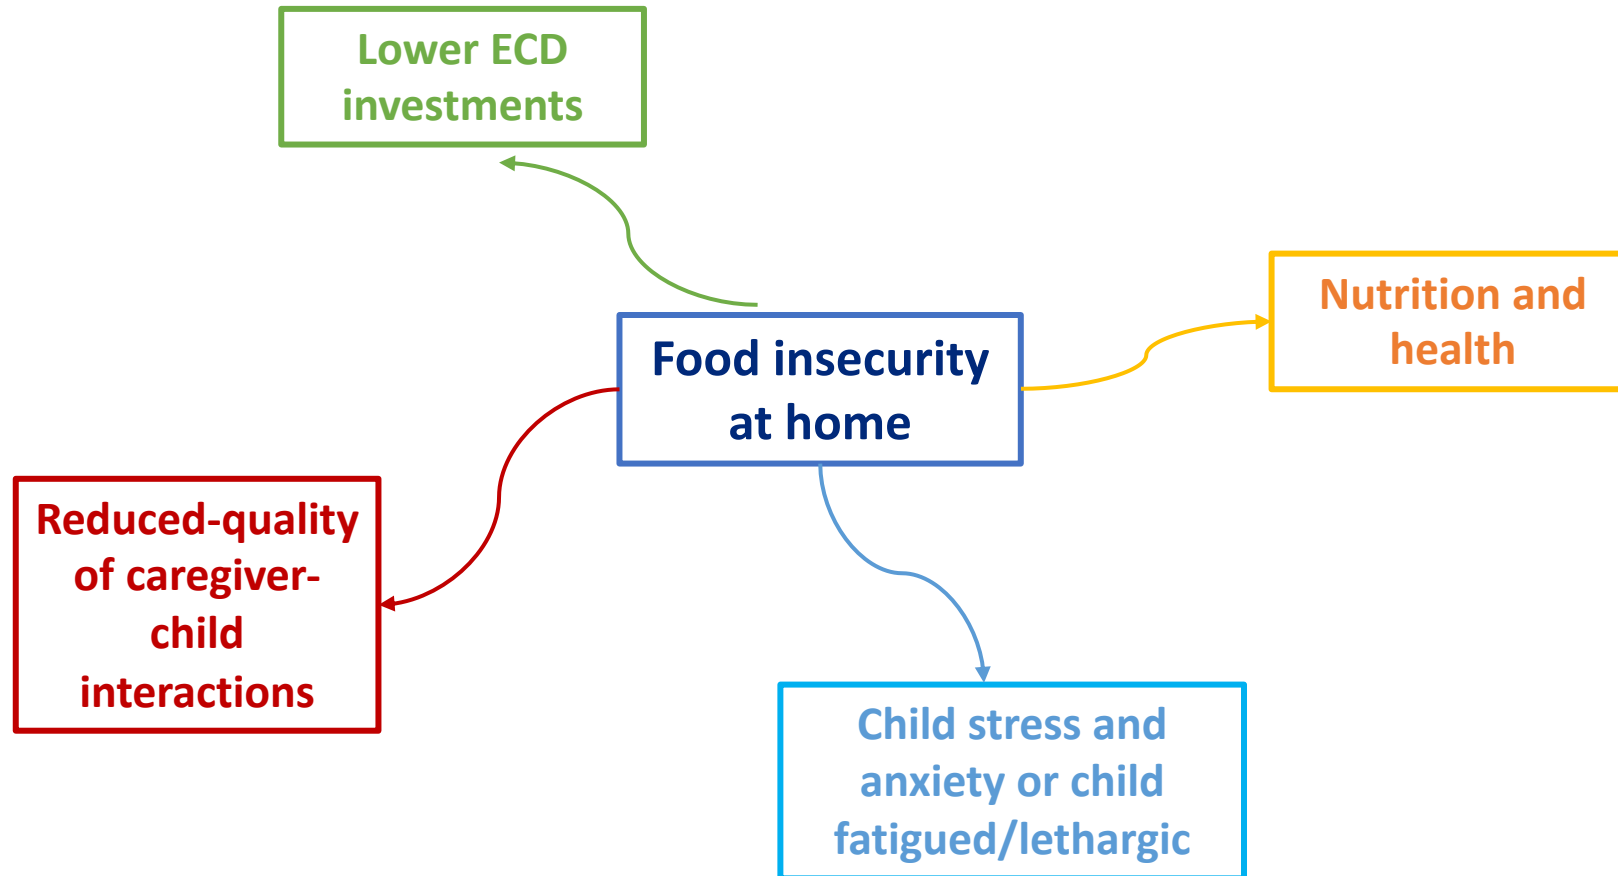 Lower ECD
investments
Nutrition and
health
Food insecurity
at home
Reduced-quality
of caregiver-
child
interactions
Child stress and
anxiety or child
fatigued/lethargic